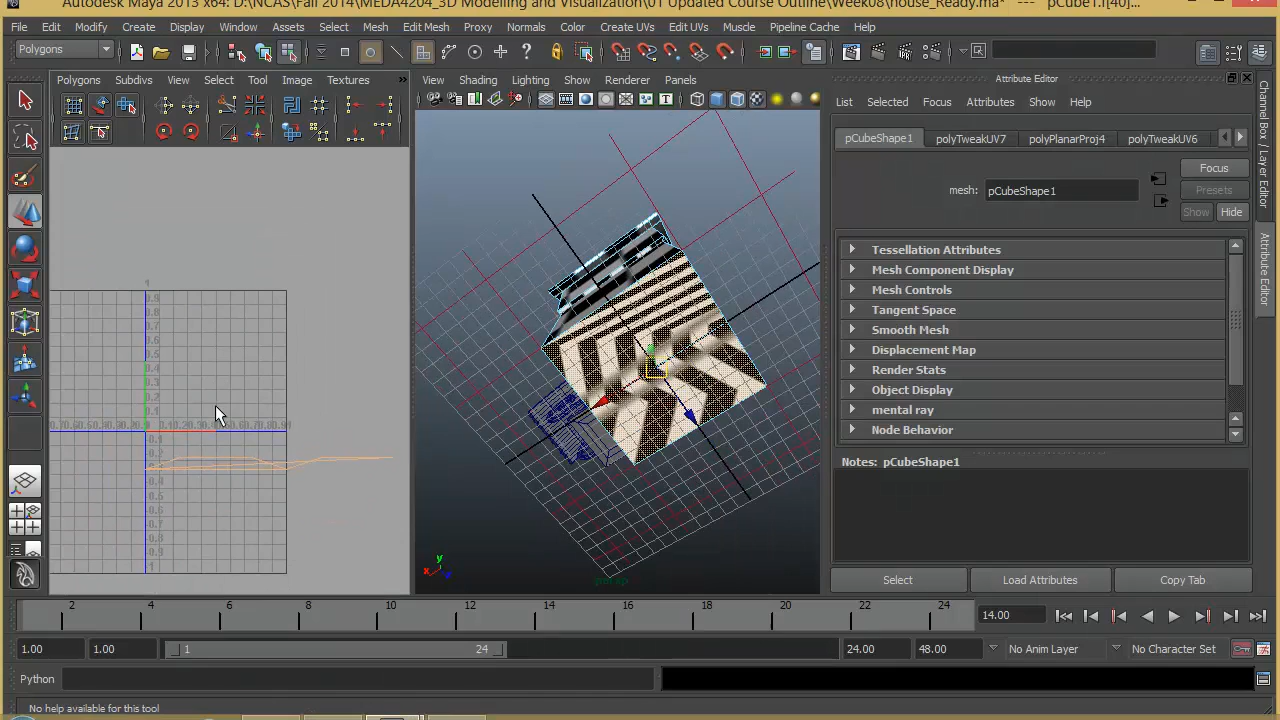 Autodesk Maya 2013 x64: D:\NCAS\Fall 2014\MEDA4204_3D Modelling and Visualization\01 Updated Course Outline\Week08\house_Ready.ma* --- pCube1.f[40]...
File Edit Modify Create Display Window Assets Select Mesh Edit Mesh Proxy Normals Color Create UVs Edit UVs Muscle Pipeline Cache Help
Polygons
Polygons Subdivs View Select Tool Image Textures »
View Shading Lighting Show Renderer Panels
Attribute Editor
List Selected Focus Attributes Show Help
pCubeShape1 polyTweakUV7 polyPlanarProj4 polyTweakUV6
Focus
Presets
mesh: pCubeShape1
Show Hide
Tessellation Attributes
Mesh Component Display
Mesh Controls
Tangent Space
Smooth Mesh
Displacement Map
Render Stats
Object Display
mental ray
Node Behavior
Notes: pCubeShape1
Select Load Attributes Copy Tab
Channel Box / Layer Editor
Attribute Editor
y
x
persp
2 4 6 8 10 12 14 16 18 20 22 24
14.00
1.00 1.00 1 24 24.00 48.00 No Anim Layer No Character Set
Python
No help available for this tool